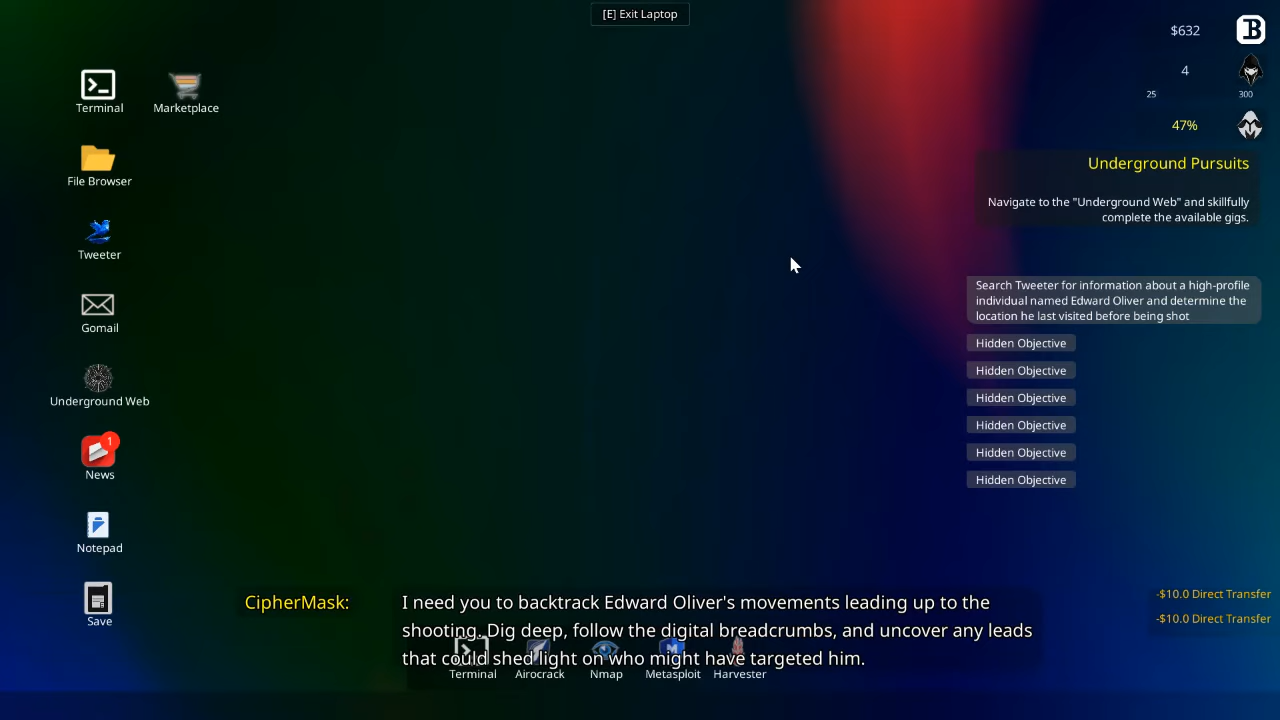 [E] Exit Laptop
$632
B
4
25
300
47%
Terminal
Marketplace
File Browser
Tweeter
Gomail
Underground Web
1
News
Notepad
Save
Underground Pursuits
Navigate to the "Underground Web" and skillfully
complete the available gigs.
Search Tweeter for information about a high-profile
individual named Edward Oliver and determine the
location he last visited before being shot
Hidden Objective
Hidden Objective
Hidden Objective
Hidden Objective
Hidden Objective
Hidden Objective
-$10.0 Direct Transfer
-$10.0 Direct Transfer
CipherMask:
I need you to backtrack Edward Oliver's movements leading up to the
shooting. Dig deep, follow the digital breadcrumbs, and uncover any leads
that could shed light on who might have targeted him.
Terminal
Airocrack
Nmap
Metasploit
Harvester